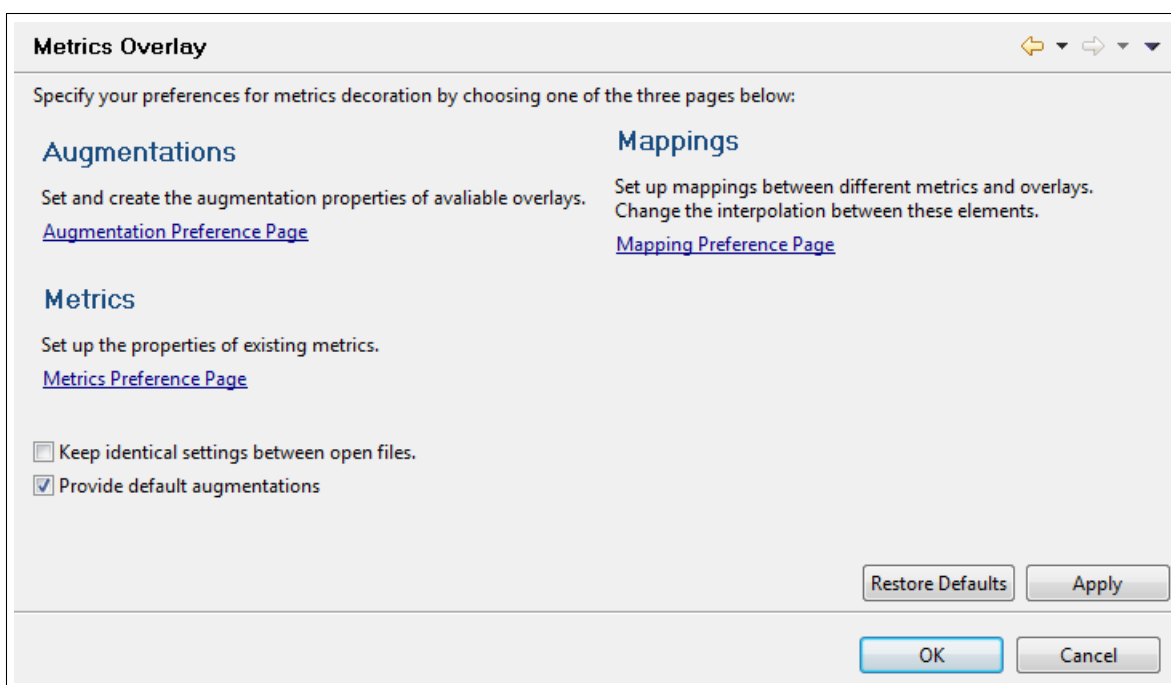 Metrics Overlay
Specify your preferences for metrics decoration by choosing one of the three pages below:
Augmentations
Set and create the augmentation properties of avaliable overlays.
Augmentation Preference Page
Mappings
Set up mappings between different metrics and overlays.
Change the interpolation between these elements.
Mapping Preference Page
Metrics
Set up the properties of existing metrics.
Metrics Preference Page
Keep identical settings between open files.
Provide default augmentations
Restore Defaults
Apply
OK
Cancel